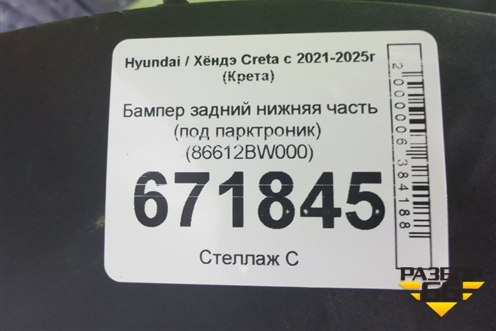 Hyundai / Хёндэ Creta с 2021-2025г
(Крета)
Бампер задний нижняя часть
(под парктроник)
(86612BW000)
671845
Стеллаж С
2000006384188